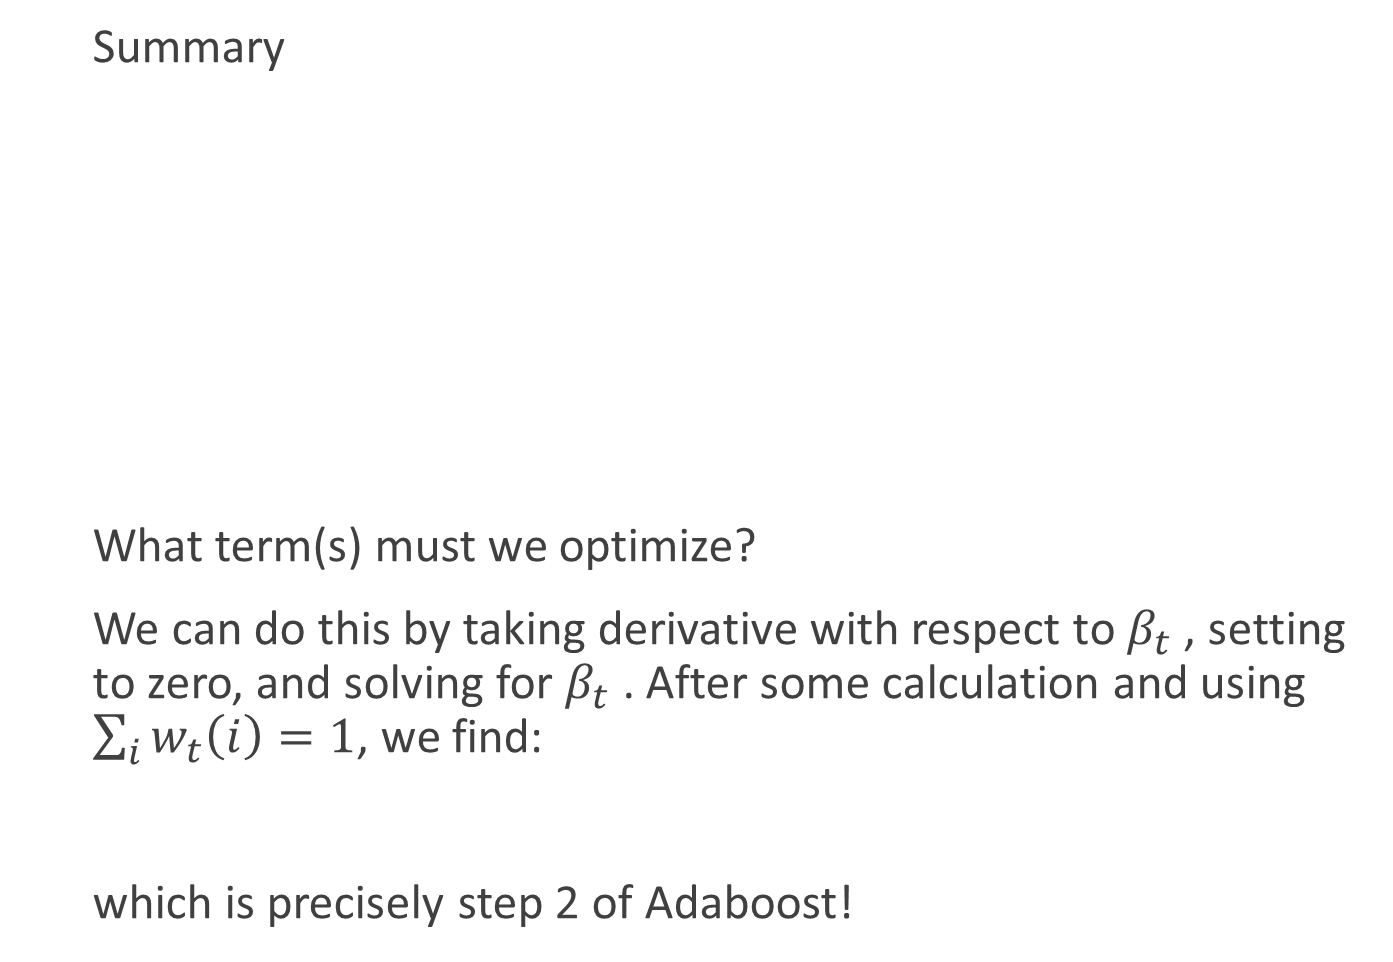 Summary
What term(s) must we optimize?
We can do this by taking derivative with respect to βₜ , setting
to zero, and solving for βₜ . After some calculation and using
∑ᵢ wₜ(i) = 1, we find:
which is precisely step 2 of Adaboost!